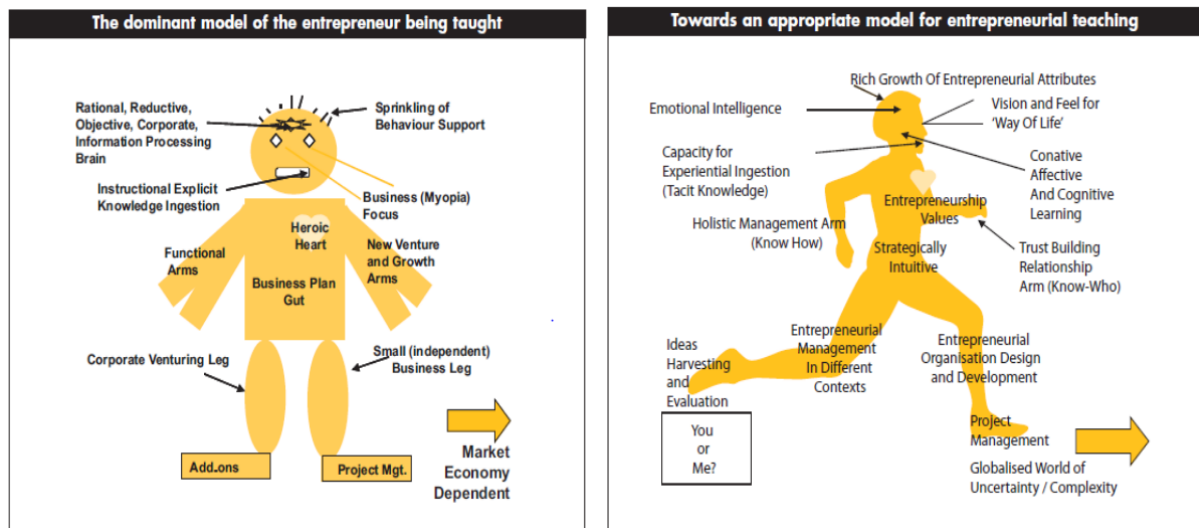 The dominant model of the entrepreneur being taught
Rational, Reductive,
Objective, Corporate,
Information Processing
Brain
Sprinkling of
Behaviour Support
Instructional Explicit
Knowledge Ingestion
Business (Myopia)
Focus
Heroic
Heart
Functional
Arms
New Venture
and Growth
Arms
Business Plan
Gut
Corporate Venturing Leg
Small (independent)
Business Leg
Add-ons
Project Mgt.
Market
Economy
Dependent
Towards an appropriate model for entrepreneurial teaching
Rich Growth Of Entrepreneurial Attributes
Emotional Intelligence
Vision and Feel for
'Way Of Life'
Capacity for
Experiential Ingestion
(Tacit Knowledge)
Conative
Affective
And Cognitive
Learning
Entrepreneurship
Values
Holistic Management Arm
(Know How)
Strategically
Intuitive
Trust Building
Relationship
Arm (Know-Who)
Ideas
Harvesting
and
Evaluation
Entrepreneurial
Management
In Different
Contexts
Entrepreneurial
Organisation Design
and Development
You
or
Me?
Project
Management
Globalised World of
Uncertainty / Complexity